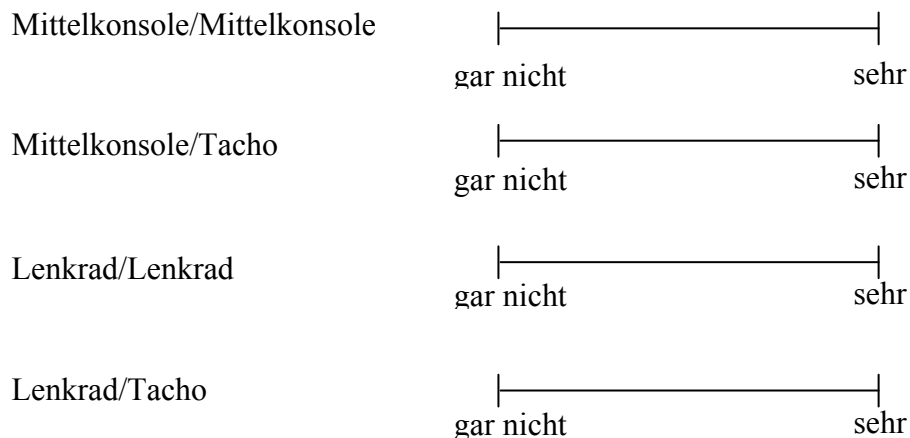 Mittelkonsole/Mittelkonsole
gar nicht sehr
Mittelkonsole/Tacho
gar nicht sehr
Lenkrad/Lenkrad
gar nicht sehr
Lenkrad/Tacho
gar nicht sehr